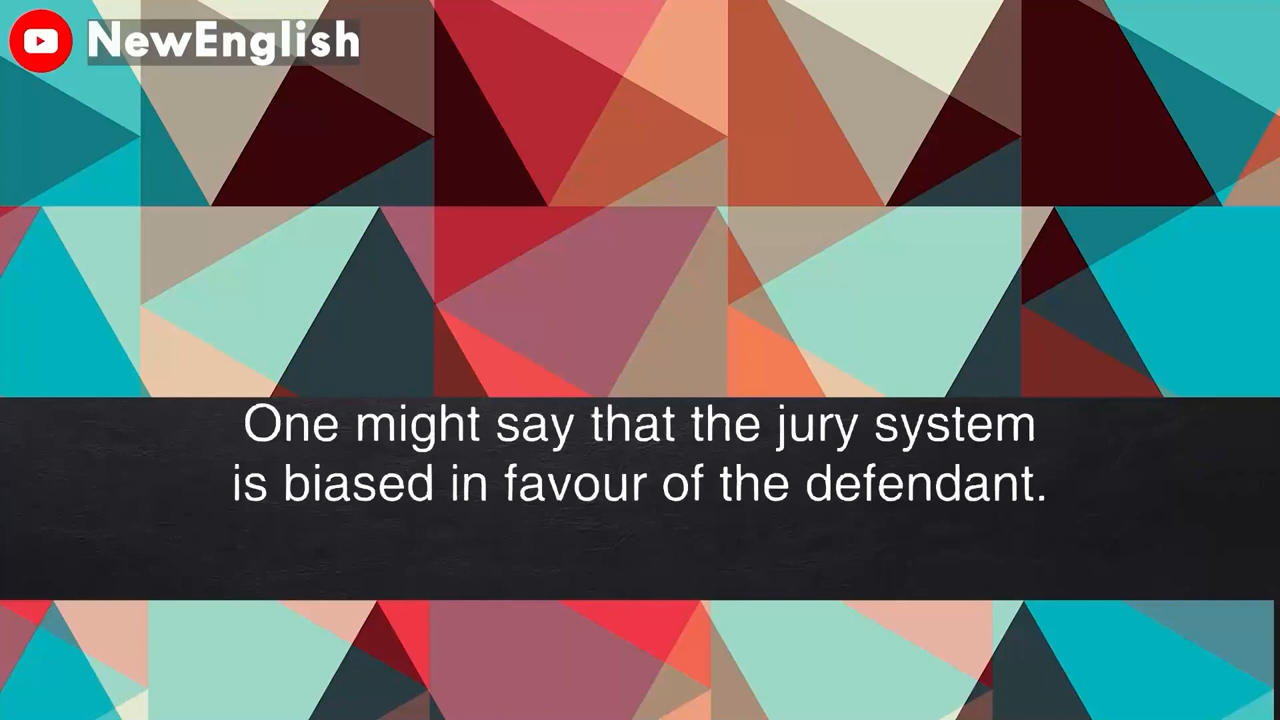 NewEnglish
One might say that the jury system
is biased in favour of the defendant.